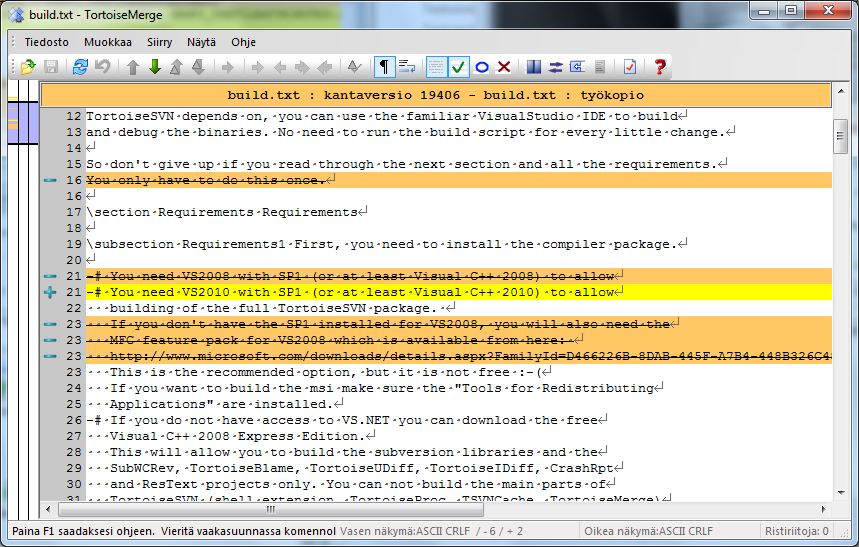 build.txt - TortoiseMerge
Tiedosto Muokkaa Siirry Näytä Ohje
build.txt : kantaversio 19406 - build.txt : työkopio
12 TortoiseSVN depends on, you can use the familiar VisualStudio IDE to build
13 and debug the binaries. No need to run the build script for every little change.
14
15 So don't give up if you read through the next section and all the requirements.
16 You only have to do this once.
16
17 \section Requirements Requirements
18
19 \subsection Requirements1 First, you need to install the compiler package.
20
21 -# You need VS2008 with SP1 (or at least Visual C++ 2008) to allow
21 -# You need VS2010 with SP1 (or at least Visual C++ 2010) to allow
22 building of the full TortoiseSVN package.
23 If you don't have the SP1 installed for VS2008, you will also need the
23 MFC feature pack for VS2008 which is available from here:
23 http://www.microsoft.com/downloads/details.aspx?FamilyId=D466226B-8DAB-445F-A7B4-448B326C4
23 This is the recommended option, but it is not free :-(
24 If you want to build the msi make sure the "Tools for Redistributing
25 Applications" are installed.
26 -# If you do not have access to VS.NET you can download the free
27 Visual C++ 2008 Express Edition.
28 This will allow you to build the subversion libraries and the
29 SubWCRev, TortoiseBlame, TortoiseUDiff, TortoiseIDiff, CrashRpt
30 and ResText projects only. You can not build the main parts of
31 TortoiseSVN (shell extension, TortoiseProc, TSVNCache, TortoiseMerge)
Paina F1 saadaksesi ohjeen. Vieritä vaakasuunnassa komennol Vasen näkymä:ASCII CRLF / - 6 / + 2 Oikea näkymä:ASCII CRLF Ristiriitoja: 0